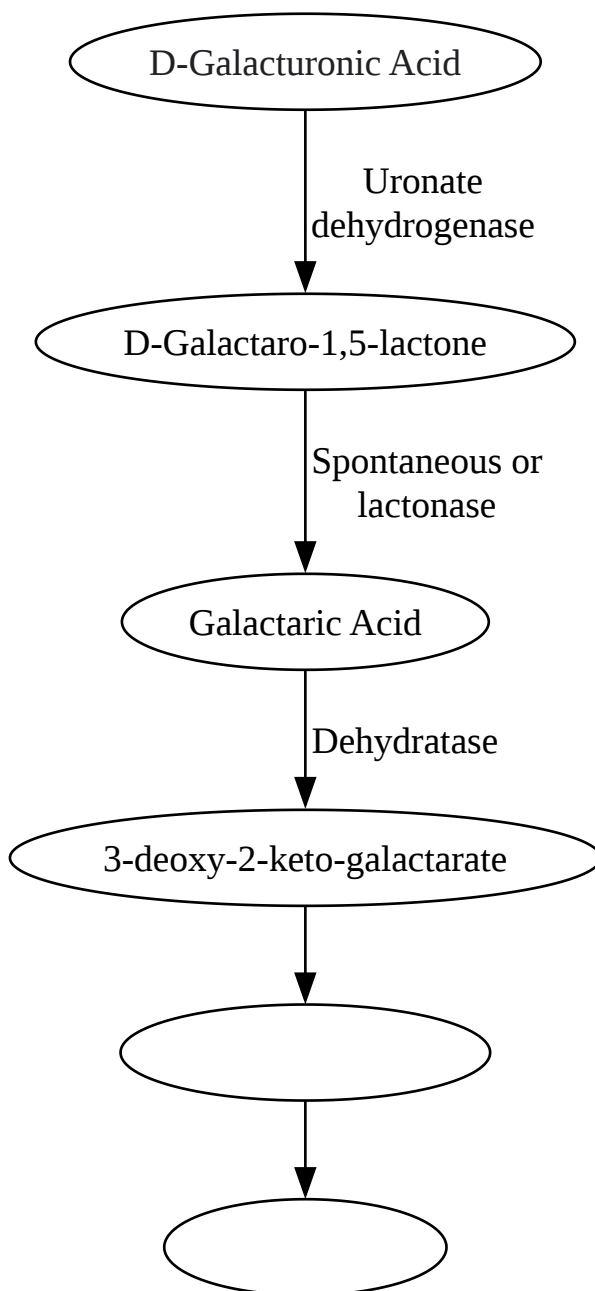 D-Galacturonic Acid
Uronate
dehydrogenase
D-Galactaro-1,5-lactone
Spontaneous or
lactonase
Galactaric Acid
Dehydratase
3-deoxy-2-keto-galactarate